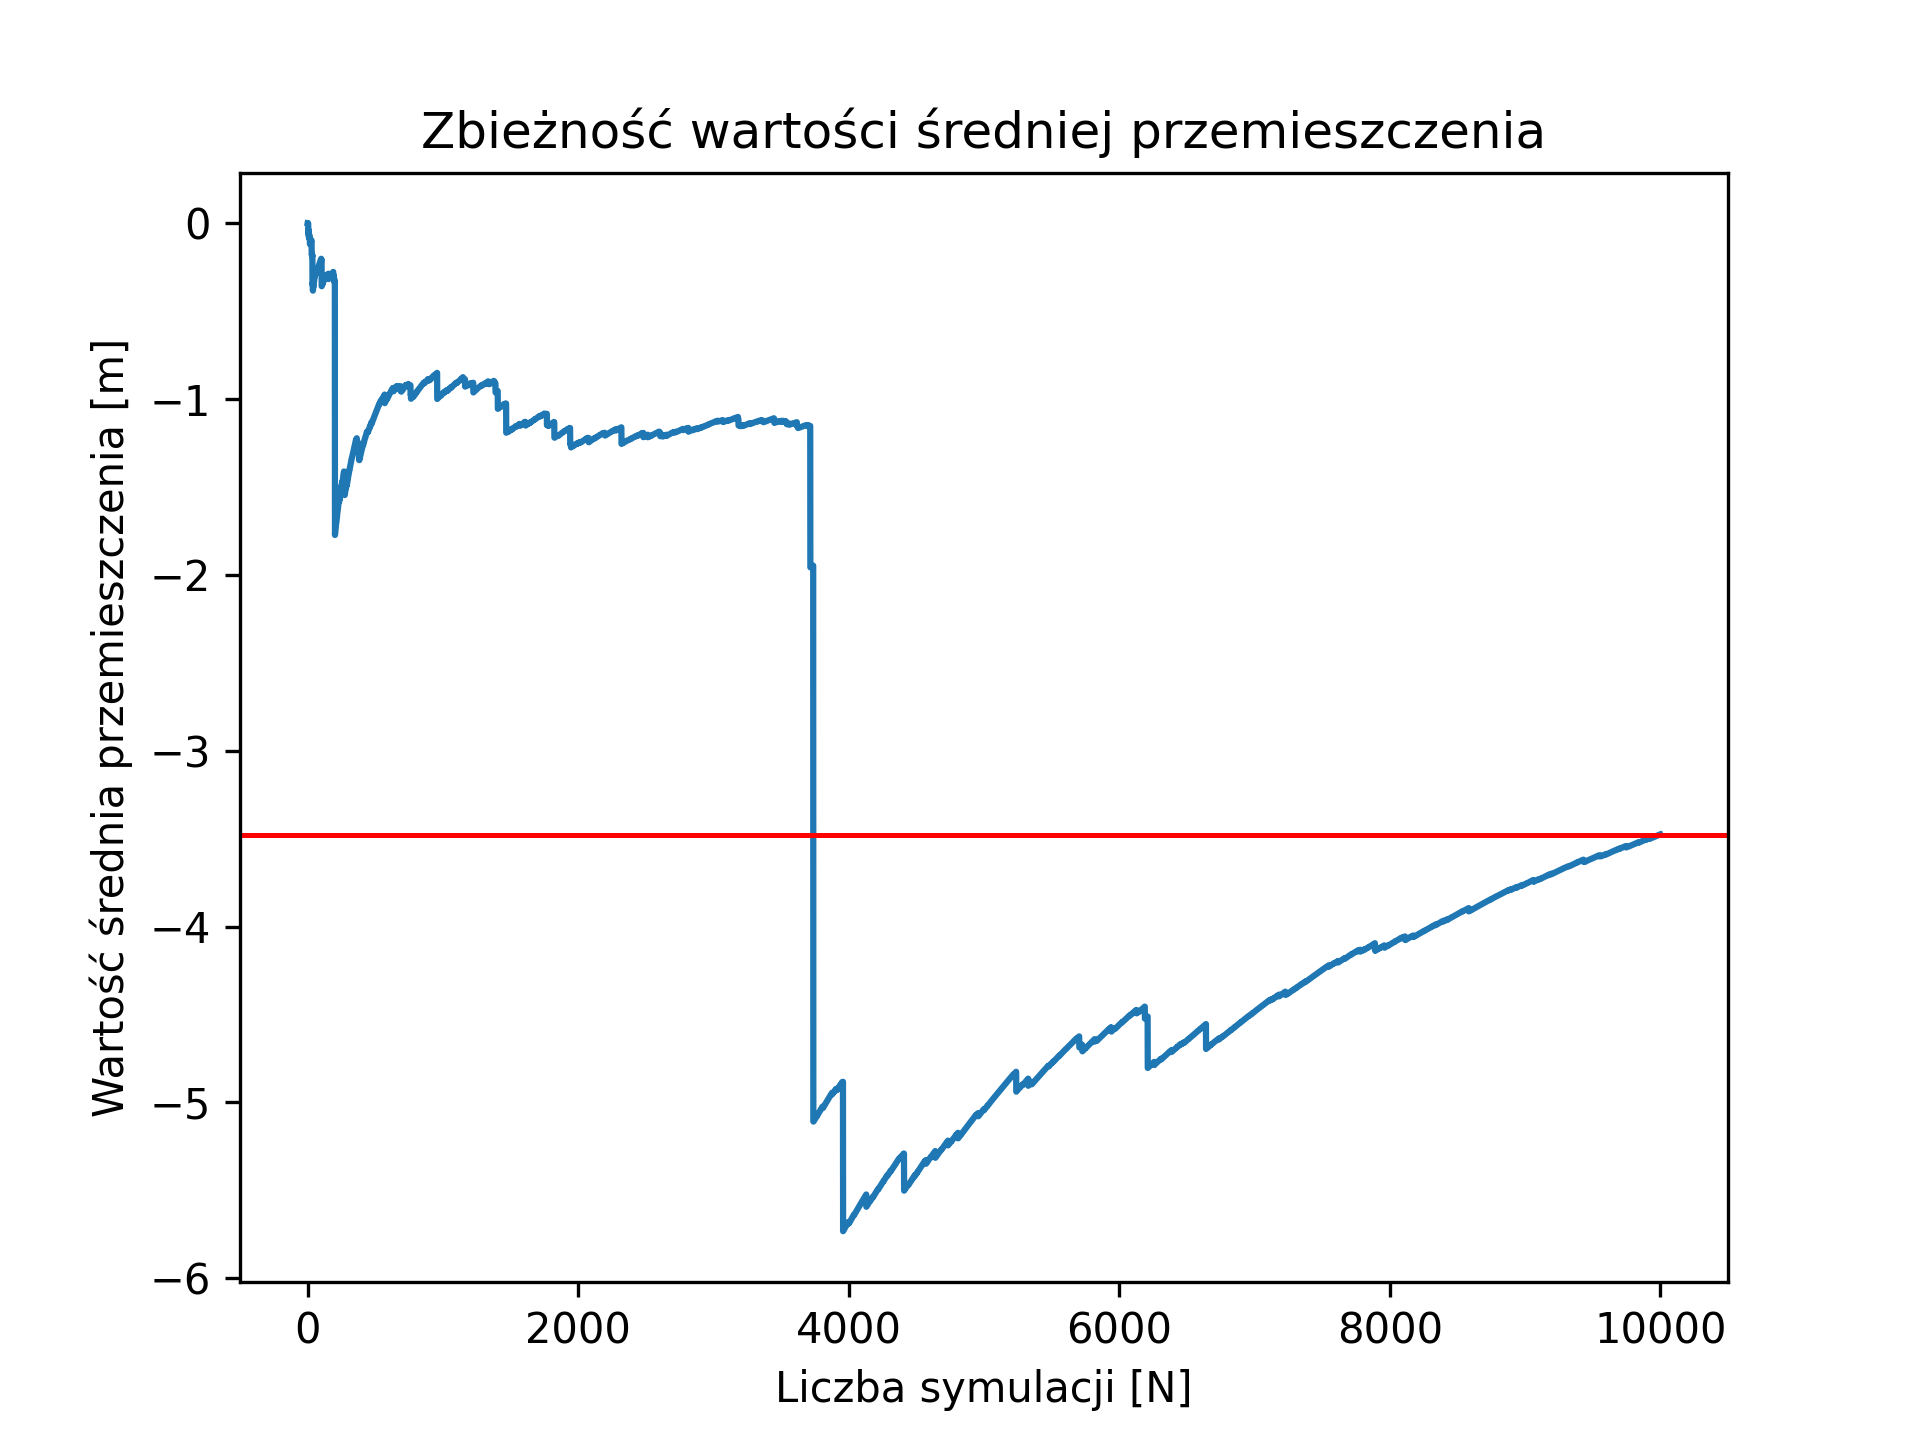 Zbieżność wartości średniej przemieszczenia
Wartość średnia przemieszczenia [m]
0
−1
−2
−3
−4
−5
−6
0 2000 4000 6000 8000 10000
Liczba symulacji [N]